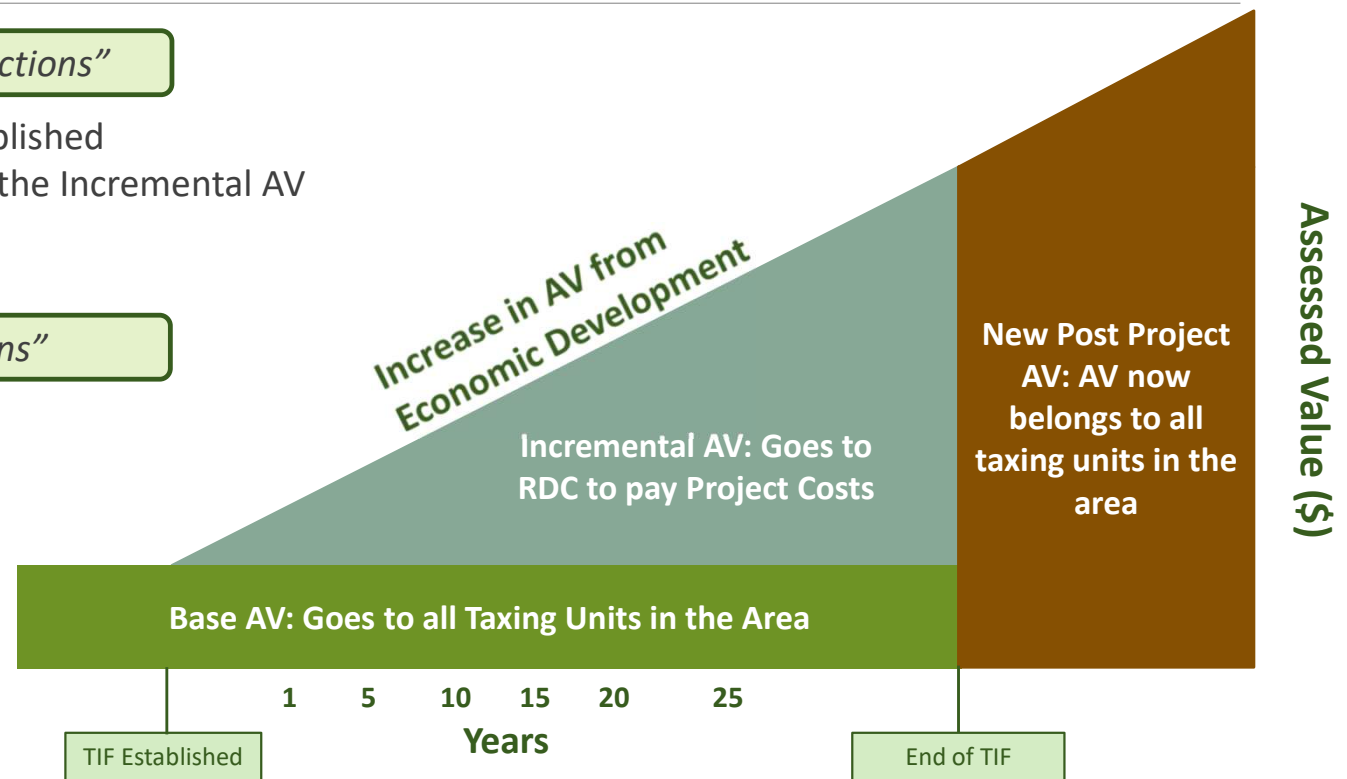 ctions”
blished
the Incremental AV
ns”
Increase in AV from
Economic Development
Incremental AV: Goes to
RDC to pay Project Costs
New Post Project
AV: AV now
belongs to all
taxing units in the
area
Assessed Value ($)
Base AV: Goes to all Taxing Units in the Area
1 5 10 15 20 25
Years
TIF Established
End of TIF